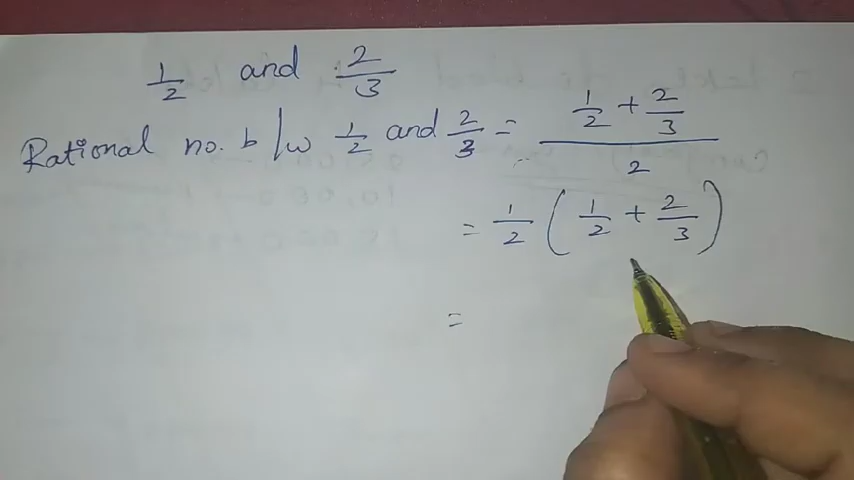 1/2 and 2/3
Rational no. b/w 1/2 and 2/3 = (1/2 + 2/3)/2
= 1/2 (1/2 + 2/3)
=